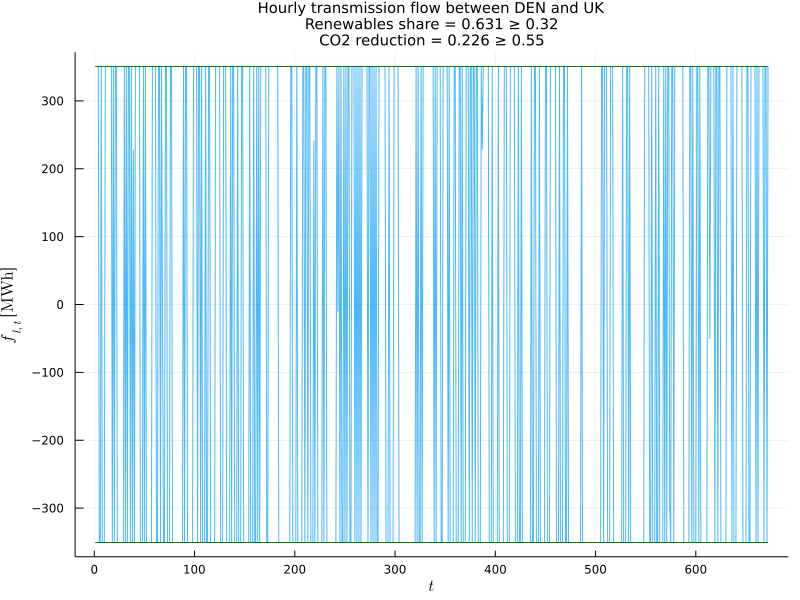 Hourly transmission flow between DEN and UK
Renewables share = 0.631 ≥ 0.32
CO2 reduction = 0.226 ≥ 0.55
300
200
100
0
−100
−200
−300
f_{l,t} [MWh]
0 100 200 300 400 500 600
t